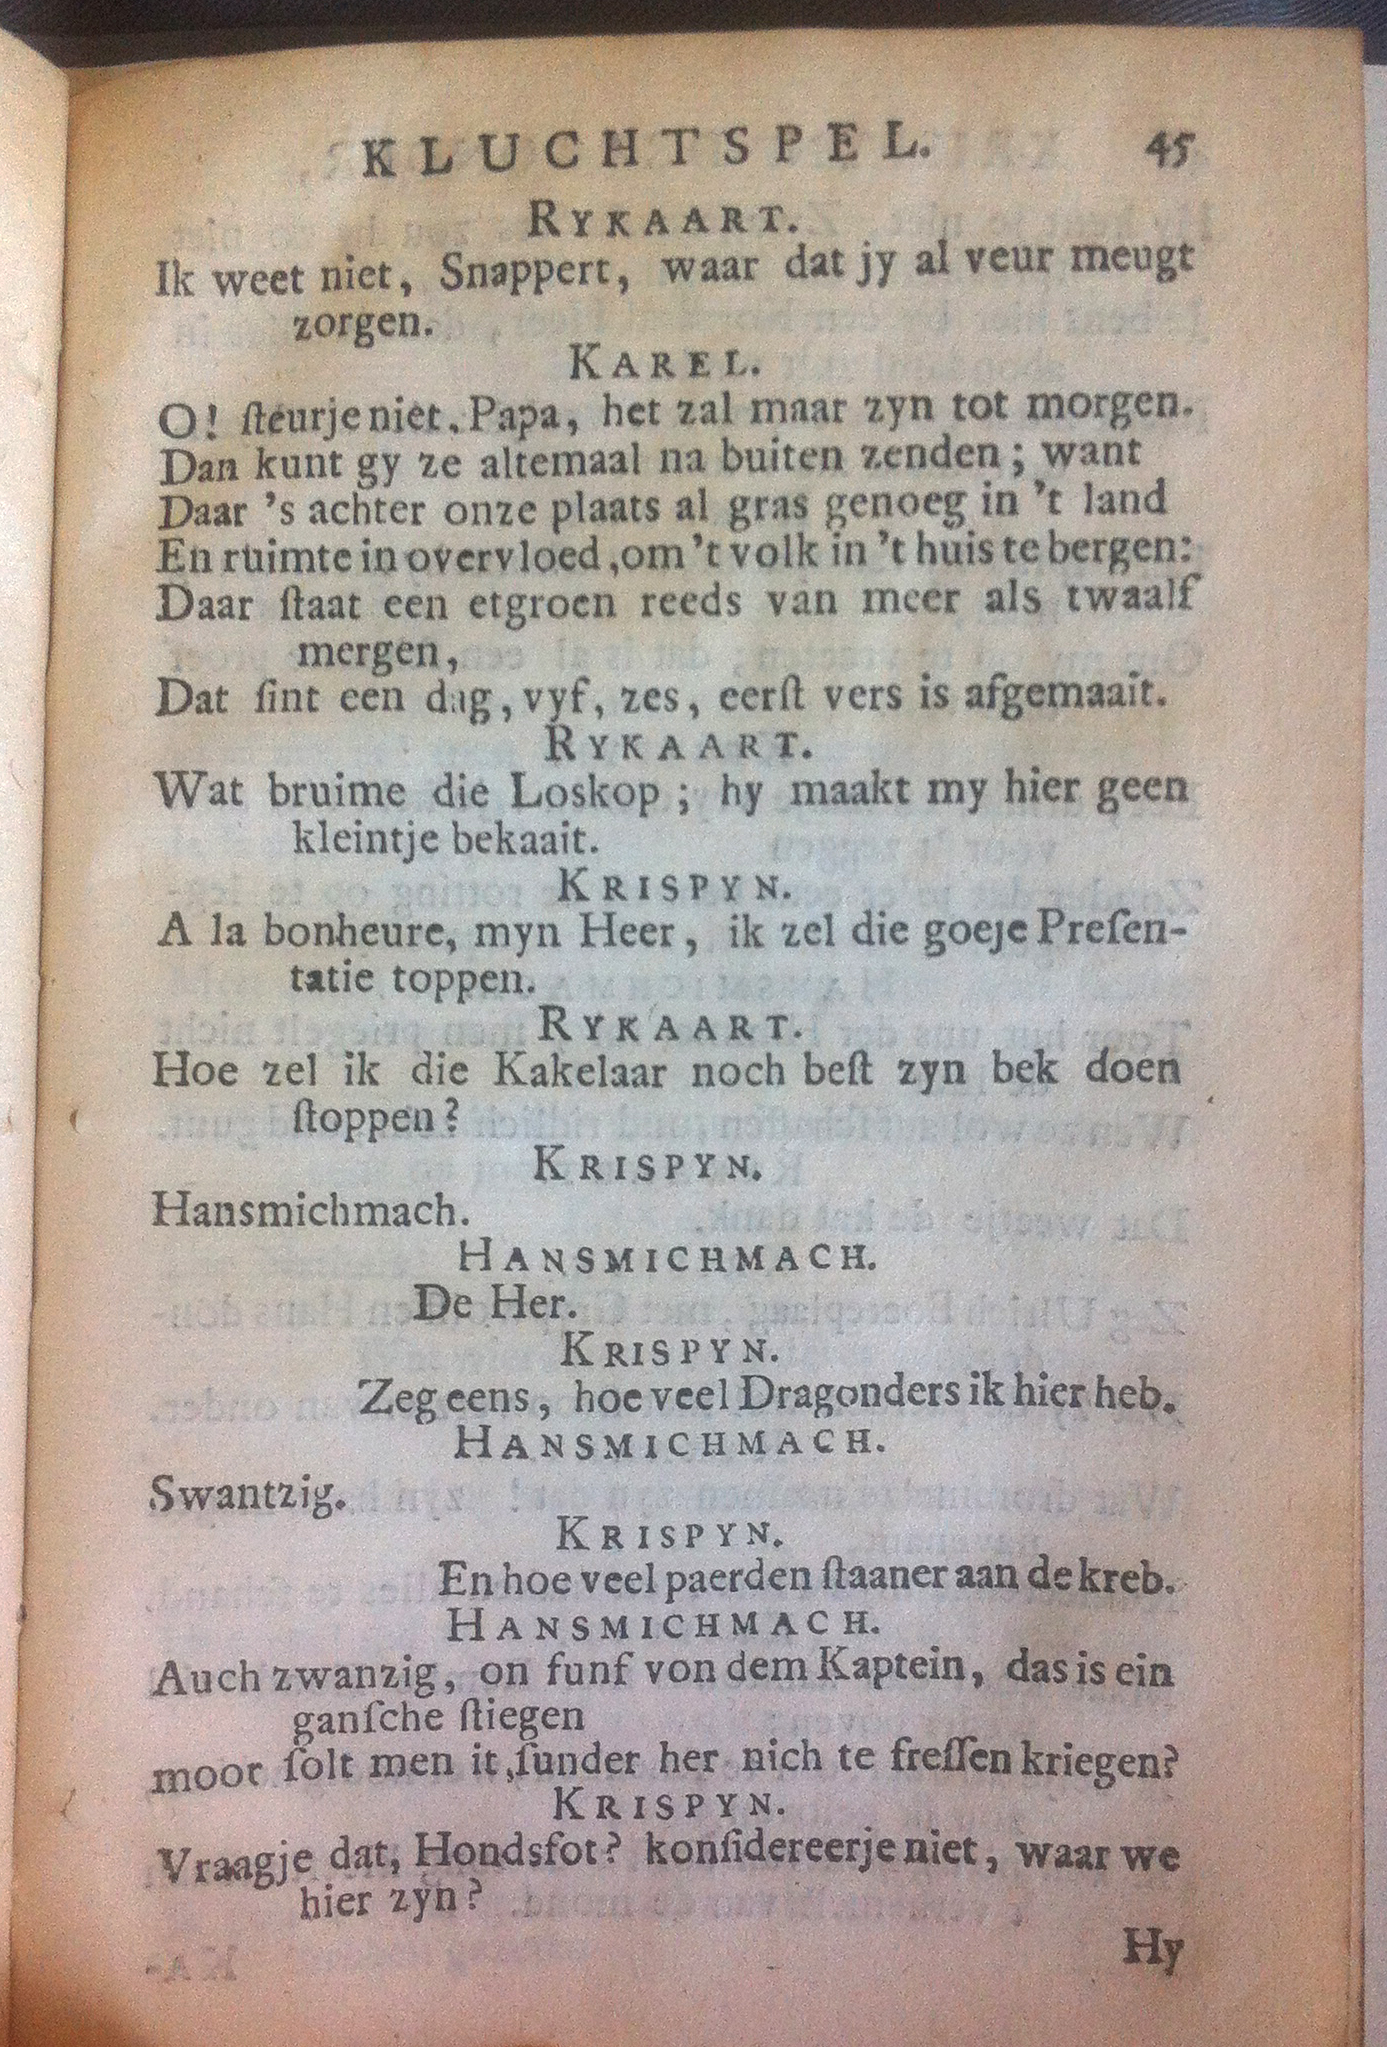 KLUCHTSPEL. 45
RYKAART.
Ik weet niet, Snappert, waar dat jy al veur meugt
zorgen.
KAREL.
O! ſteurje niet, Papa, het zal maar zyn tot morgen.
Dan kunt gy ze altemaal na buiten zenden; want
Daar 's achter onze plaats al gras genoeg in 't land
En ruimte in overvloed, om 't volk in 't huis te bergen:
Daar ſtaat een etgroen reeds van meer als twaalf
mergen,
Dat ſint een dag, vyf, zes, eerſt vers is afgemaait.
RYKAART.
Wat bruime die Loskop; hy maakt my hier geen
kleintje bekaait.
KRISPYN.
A la bonheure, myn Heer, ik zel die goeje Preſen-
tatie toppen.
RYKAART.
Hoe zel ik die Kakelaar noch beſt zyn bek doen
ſtoppen?
KRISPYN.
Hansmichmach.
HANSMICHMACH.
De Her.
KRISPYN.
Zeg eens, hoe veel Dragonders ik hier heb.
HANSMICHMACH.
Swantzig.
KRISPYN.
En hoe veel paerden ſtaaner aan de kreb.
HANSMICHMACH.
Auch zwanzig, on funf von dem Kaptein, das is ein
ganſche ſtiegen
moor ſolt men it, ſunder her nich te freſſen kriegen?
KRISPYN.
Vraagje dat, Hondsfot? konſidereerje niet, waar we
hier zyn?
Hy